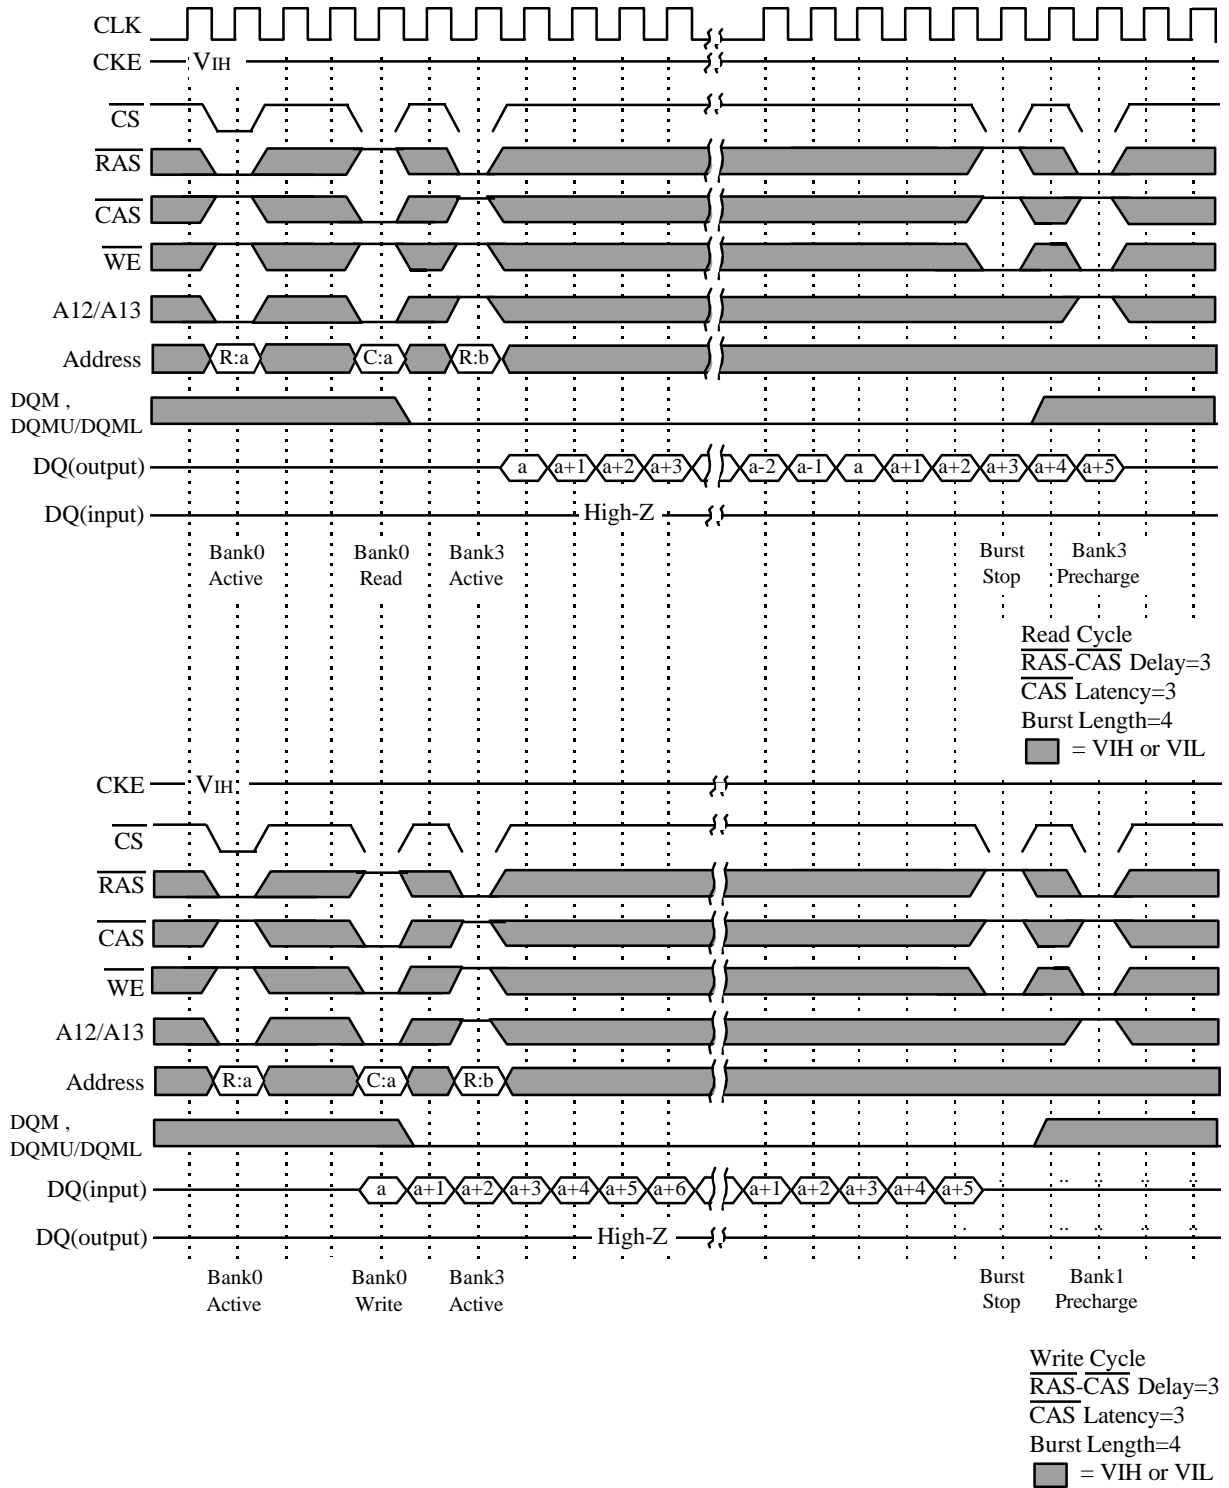 CLK
CKE VIH
CS
RAS
CAS
WE
A12/A13
Address R:a C:a R:b
DQM ,
DQMU/DQML
DQ(output) a a+1 a+2 a+3 a-2 a-1 a a+1 a+2 a+3 a+4 a+5
DQ(input) High-Z
Bank0 Bank0 Bank3 Burst Bank3
Active Read Active Stop Precharge
Read Cycle
RAS-CAS Delay=3
CAS Latency=3
Burst Length=4
= VIH or VIL
CKE VIH
CS
RAS
CAS
WE
A12/A13
Address R:a C:a R:b
DQM ,
DQMU/DQML
DQ(input) a a+1 a+2 a+3 a+4 a+5 a+6 a+1 a+2 a+3 a+4 a+5
DQ(output) High-Z
Bank0 Bank0 Bank3 Burst Bank1
Active Write Active Stop Precharge
Write Cycle
RAS-CAS Delay=3
CAS Latency=3
Burst Length=4
= VIH or VIL